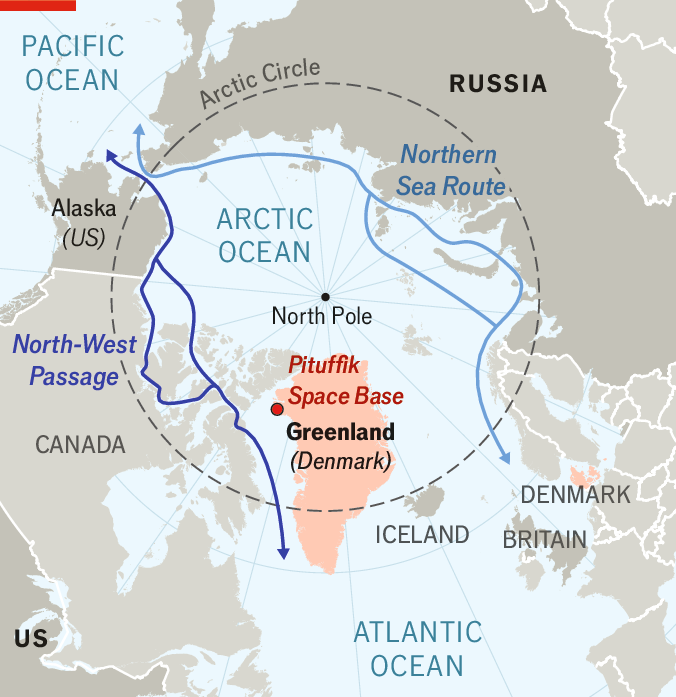 PACIFIC
OCEAN
Arctic Circle
RUSSIA
Northern
Sea Route
Alaska
(US)
ARCTIC
OCEAN
North Pole
North-West
Passage
Pituffik
Space Base
Greenland
(Denmark)
CANADA
DENMARK
ICELAND
BRITAIN
US
ATLANTIC
OCEAN